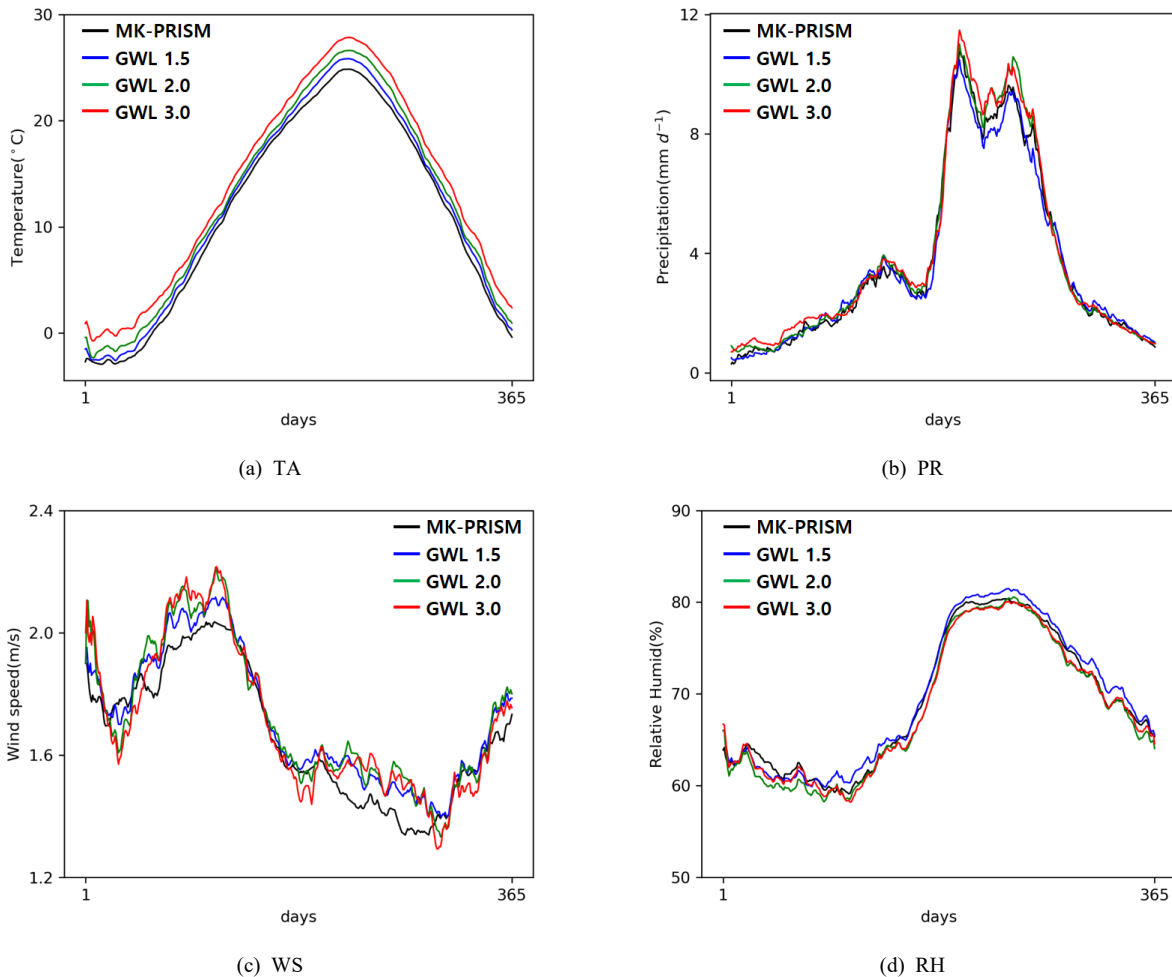 30
20
10
0
Temperature(°C)
MK-PRISM
GWL 1.5
GWL 2.0
GWL 3.0
1
365
days
(a) TA
12
8
4
0
Precipitation(mm d⁻¹)
MK-PRISM
GWL 1.5
GWL 2.0
GWL 3.0
1
365
days
(b) PR
2.4
2.0
1.6
1.2
Wind speed(m/s)
MK-PRISM
GWL 1.5
GWL 2.0
GWL 3.0
1
365
days
(c) WS
90
80
70
60
50
Relative Humid(%)
MK-PRISM
GWL 1.5
GWL 2.0
GWL 3.0
1
365
days
(d) RH